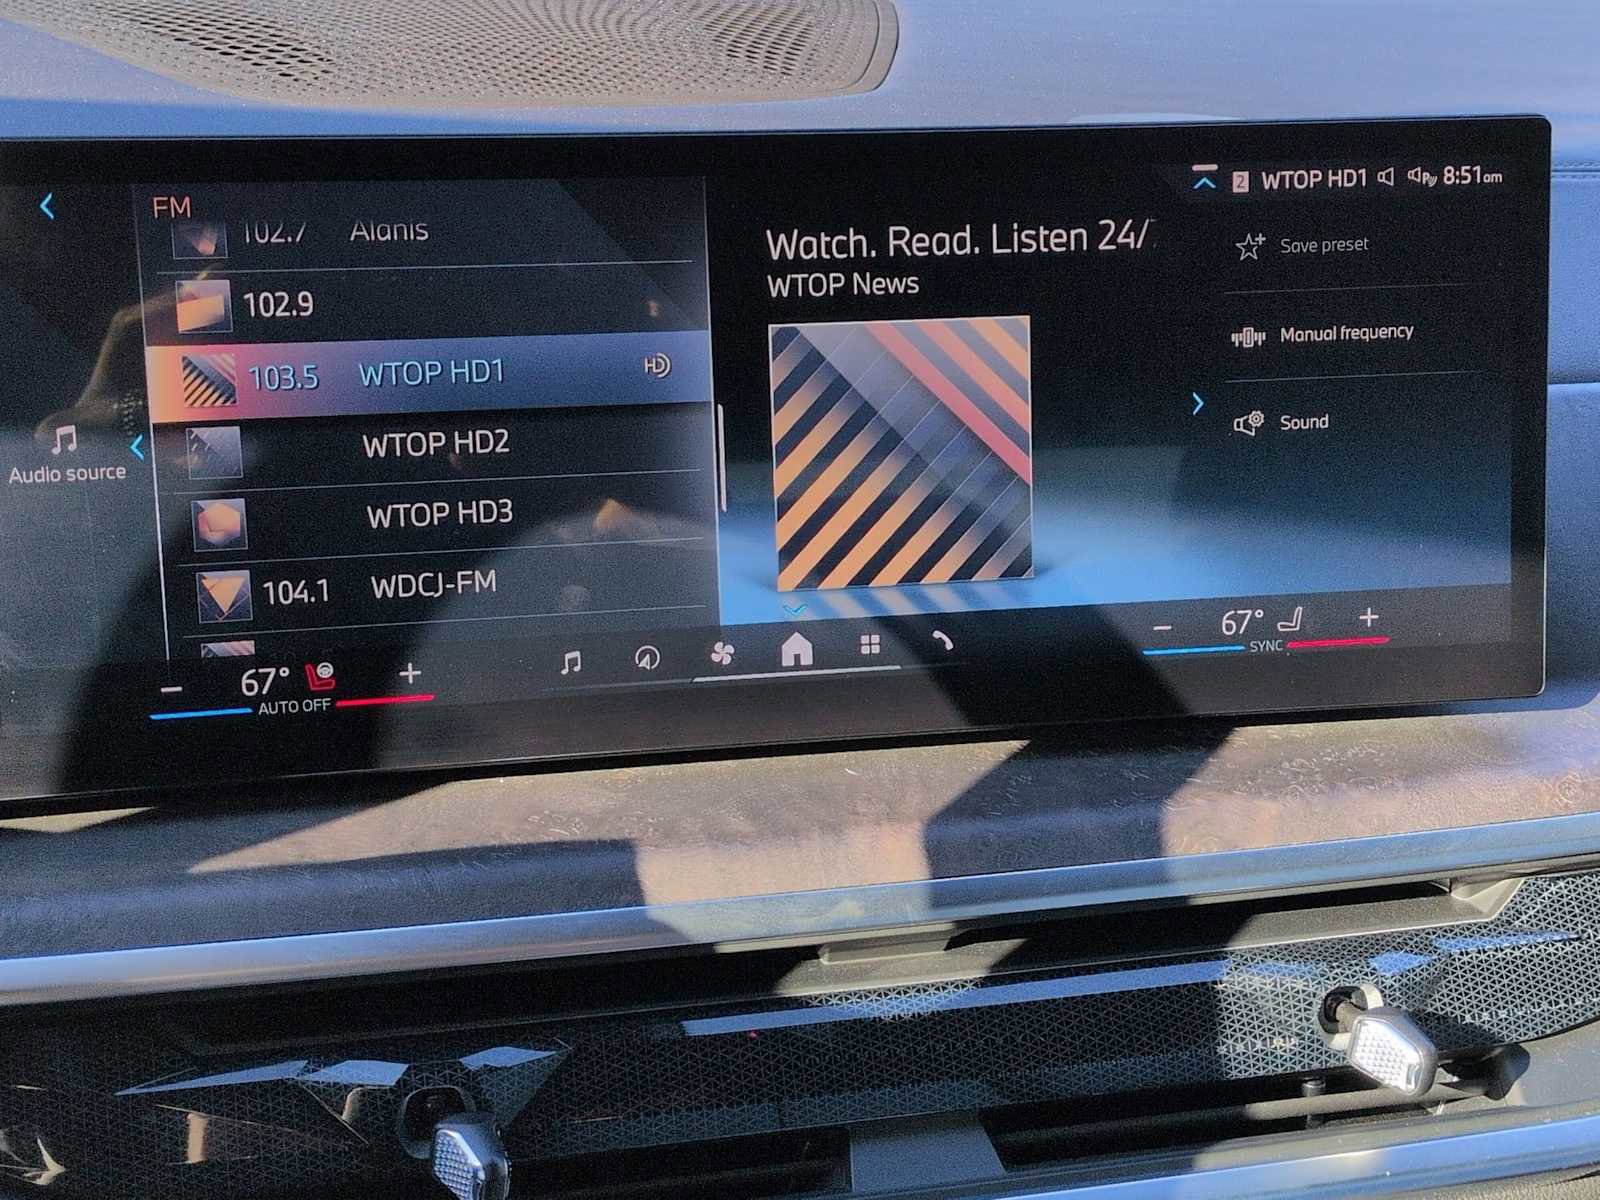 FM
102.7 Alanis
102.9
103.5 WTOP HD1 HD
WTOP HD2
WTOP HD3
104.1 WDCJ-FM
Audio source
Watch. Read. Listen 24/
WTOP News
2 WTOP HD1 P 8:51am
Save preset
Manual frequency
Sound
− 67° +
AUTO OFF
− 67° +
SYNC